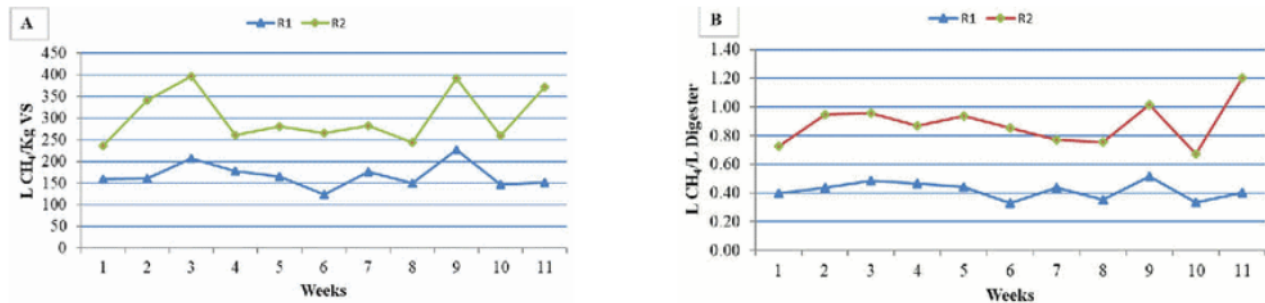 A
R1 R2
L CH4/Kg VS
450
400
350
300
250
200
150
100
50
0
1 2 3 4 5 6 7 8 9 10 11
Weeks
B
R1 R2
L CH4/L Digester
1.40
1.20
1.00
0.80
0.60
0.40
0.20
0.00
1 2 3 4 5 6 7 8 9 10 11
Weeks